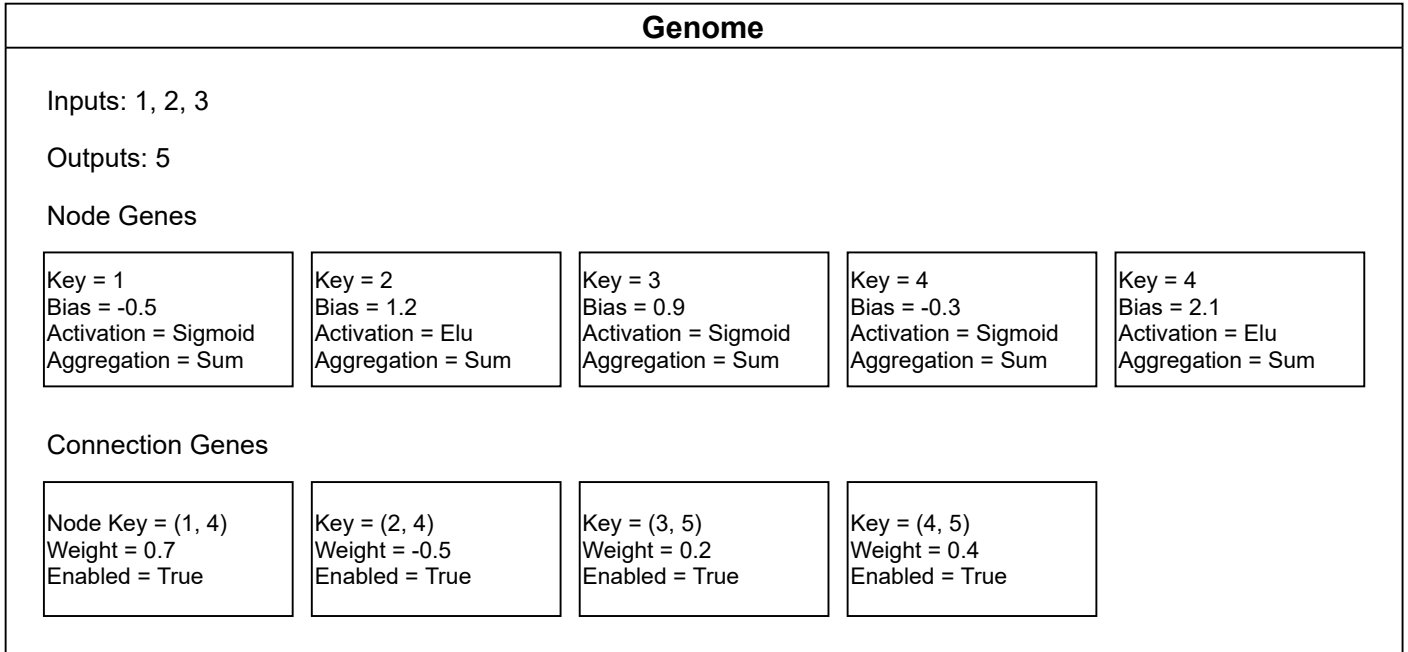 Genome
Inputs: 1, 2, 3
Outputs: 5
Node Genes
Key = 1
Bias = -0.5
Activation = Sigmoid
Aggregation = Sum
Key = 2
Bias = 1.2
Activation = Elu
Aggregation = Sum
Key = 3
Bias = 0.9
Activation = Sigmoid
Aggregation = Sum
Key = 4
Bias = -0.3
Activation = Sigmoid
Aggregation = Sum
Key = 4
Bias = 2.1
Activation = Elu
Aggregation = Sum
Connection Genes
Node Key = (1, 4)
Weight = 0.7
Enabled = True
Key = (2, 4)
Weight = -0.5
Enabled = True
Key = (3, 5)
Weight = 0.2
Enabled = True
Key = (4, 5)
Weight = 0.4
Enabled = True